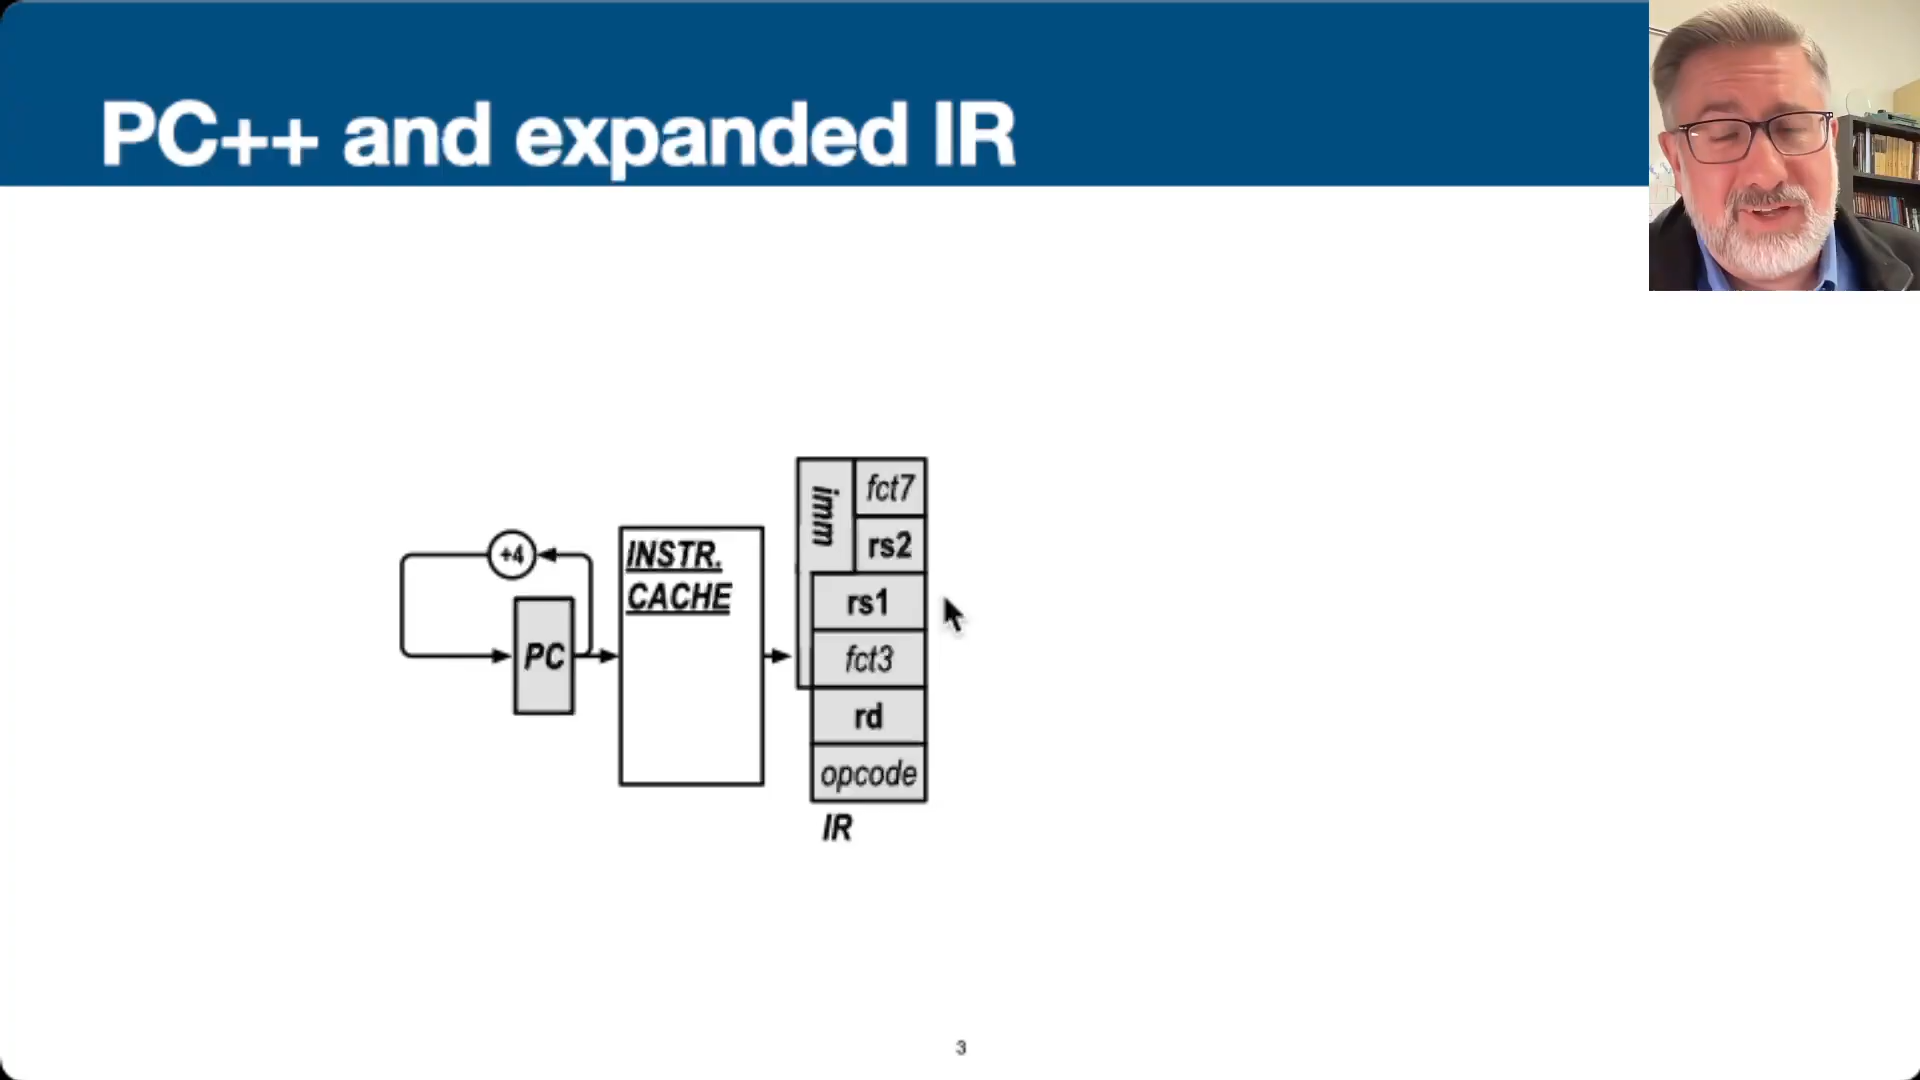 PC++ and expanded IR
+4
PC
INSTR.
CACHE
imm
fct7
rs2
rs1
fct3
rd
opcode
IR
3